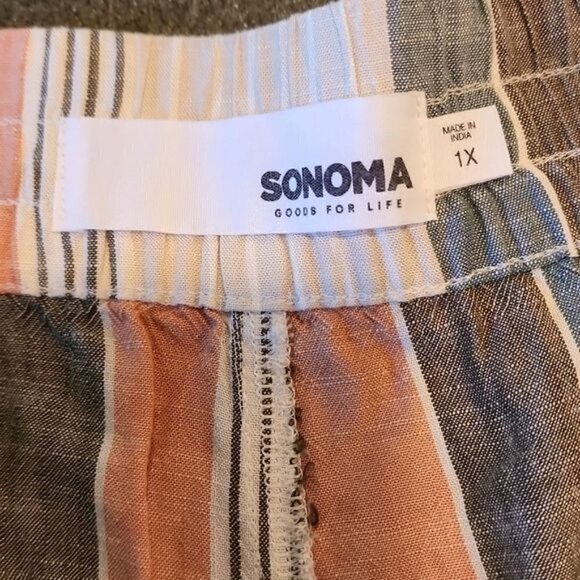 SONOMA
GOODS FOR LIFE
MADE IN
INDIA
1X